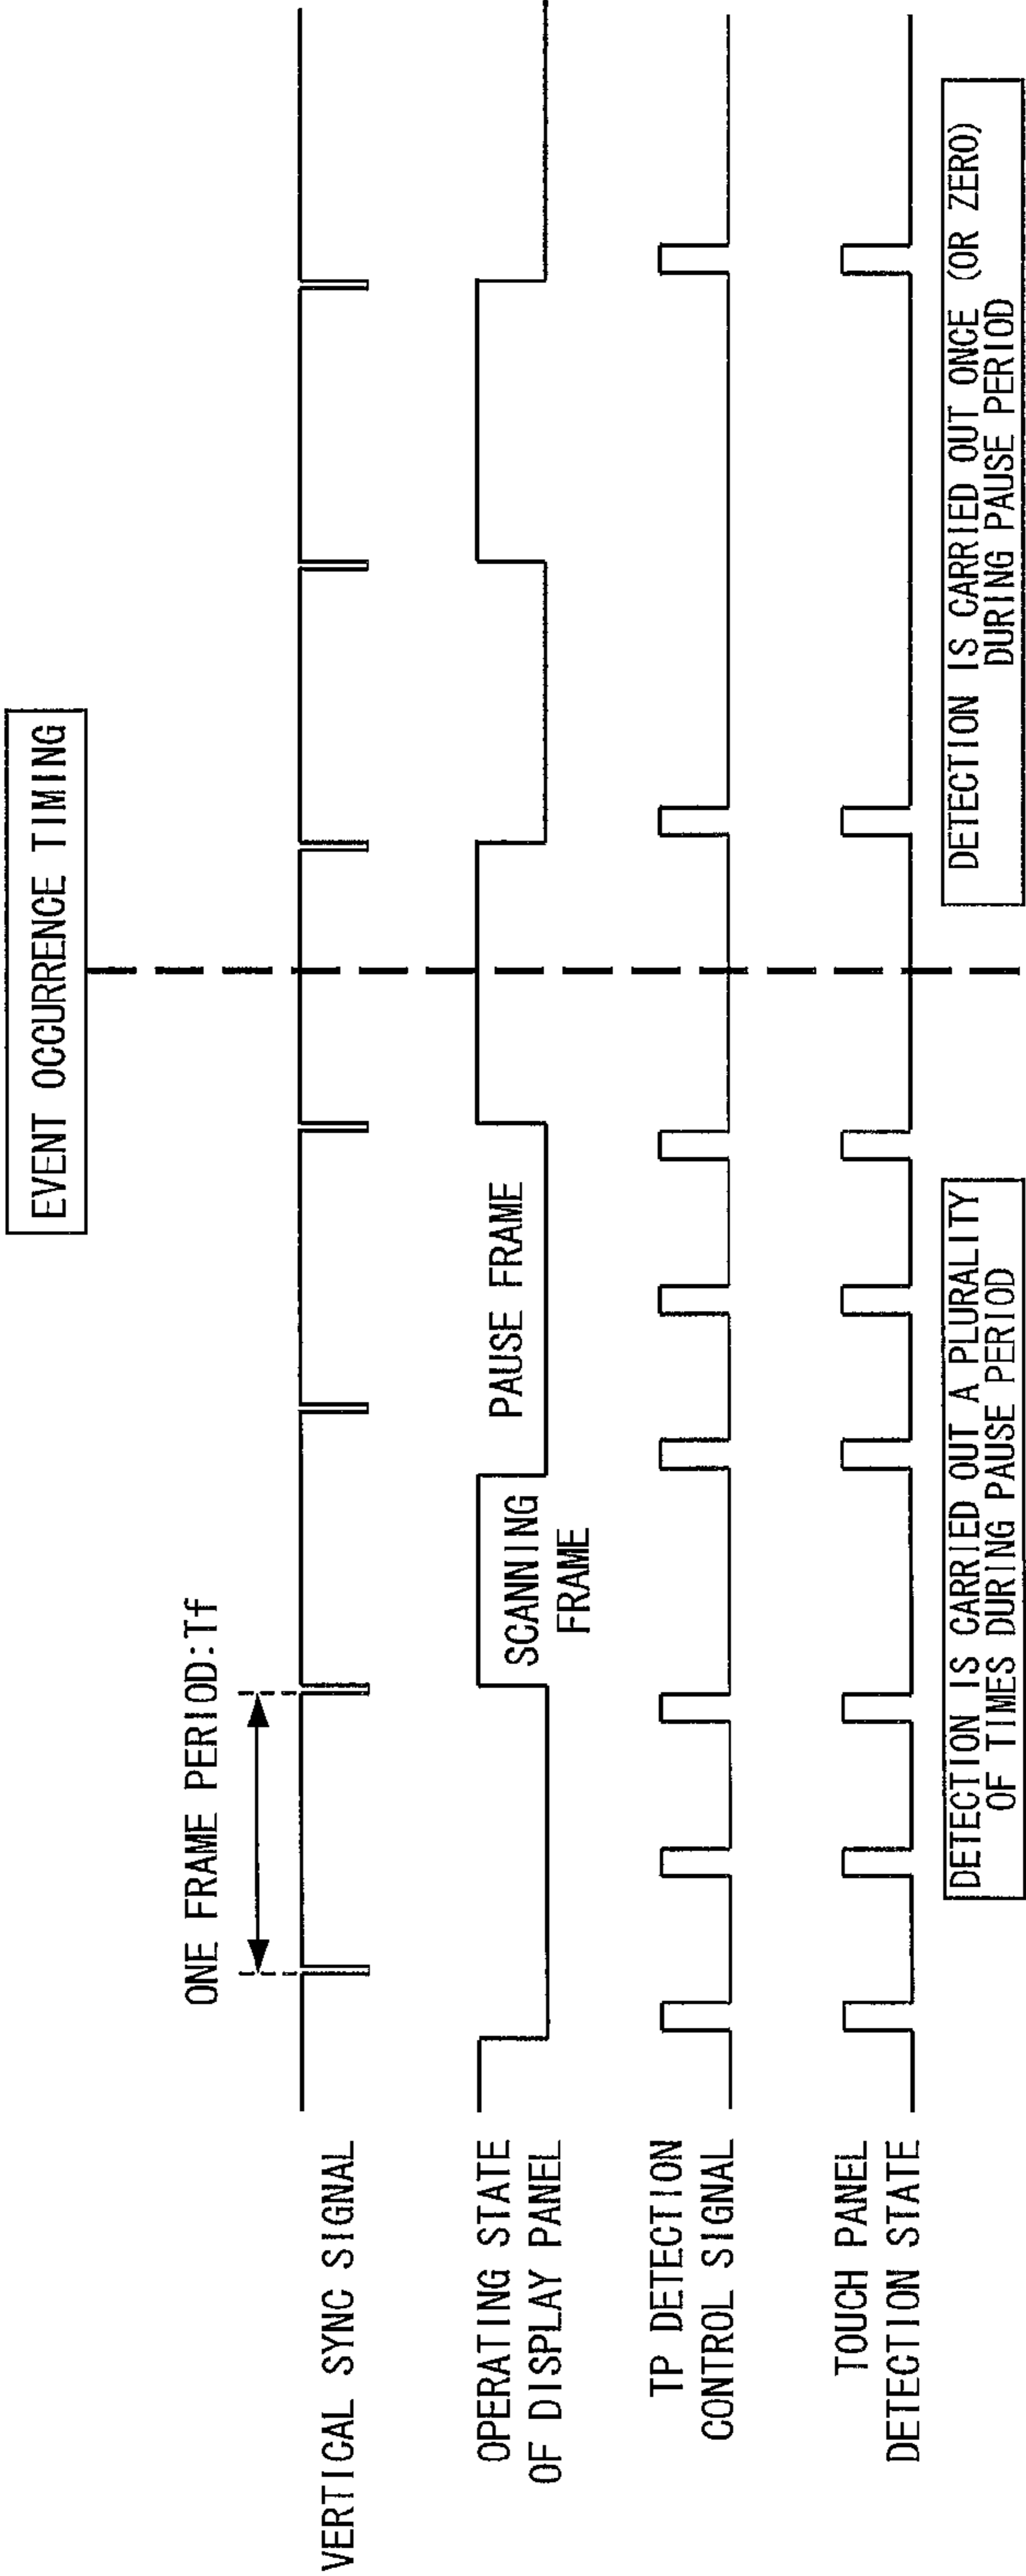 EVENT OCCURRENCE TIMING
ONE FRAME PERIOD:Tf
VERTICAL SYNC SIGNAL
OPERATING STATE
OF DISPLAY PANEL
SCANNING
FRAME
PAUSE FRAME
TP DETECTION
CONTROL SIGNAL
TOUCH PANEL
DETECTION STATE
DETECTION IS CARRIED OUT A PLURALITY
OF TIMES DURING PAUSE PERIOD
DETECTION IS CARRIED OUT ONCE (OR ZERO)
DURING PAUSE PERIOD